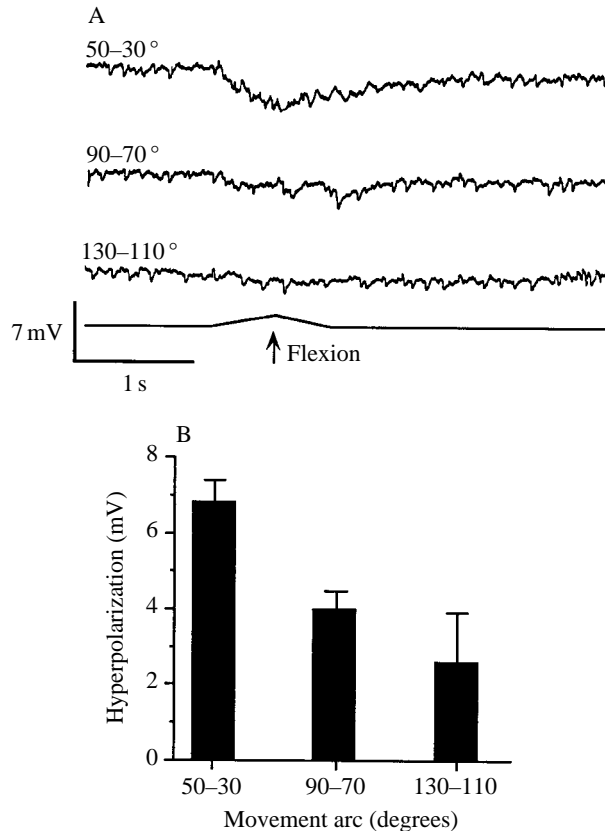 A
50–30°
90–70°
130–110°
7 mV
Flexion
1 s
B
8
6
4
2
0
Hyperpolarization (mV)
50–30
90–70
130–110
Movement arc (degrees)